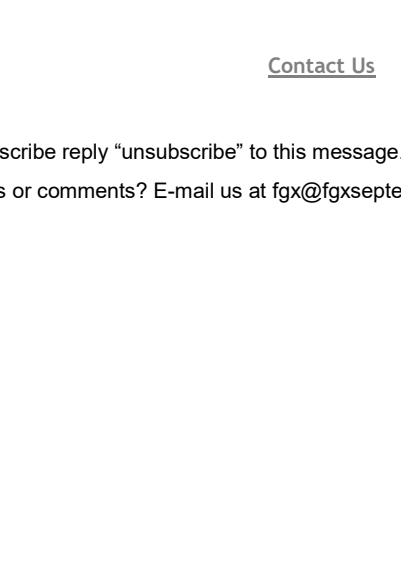 Contact Us
scribe reply “unsubscribe” to this message.
s or comments? E-mail us at fgx@fgxsepte